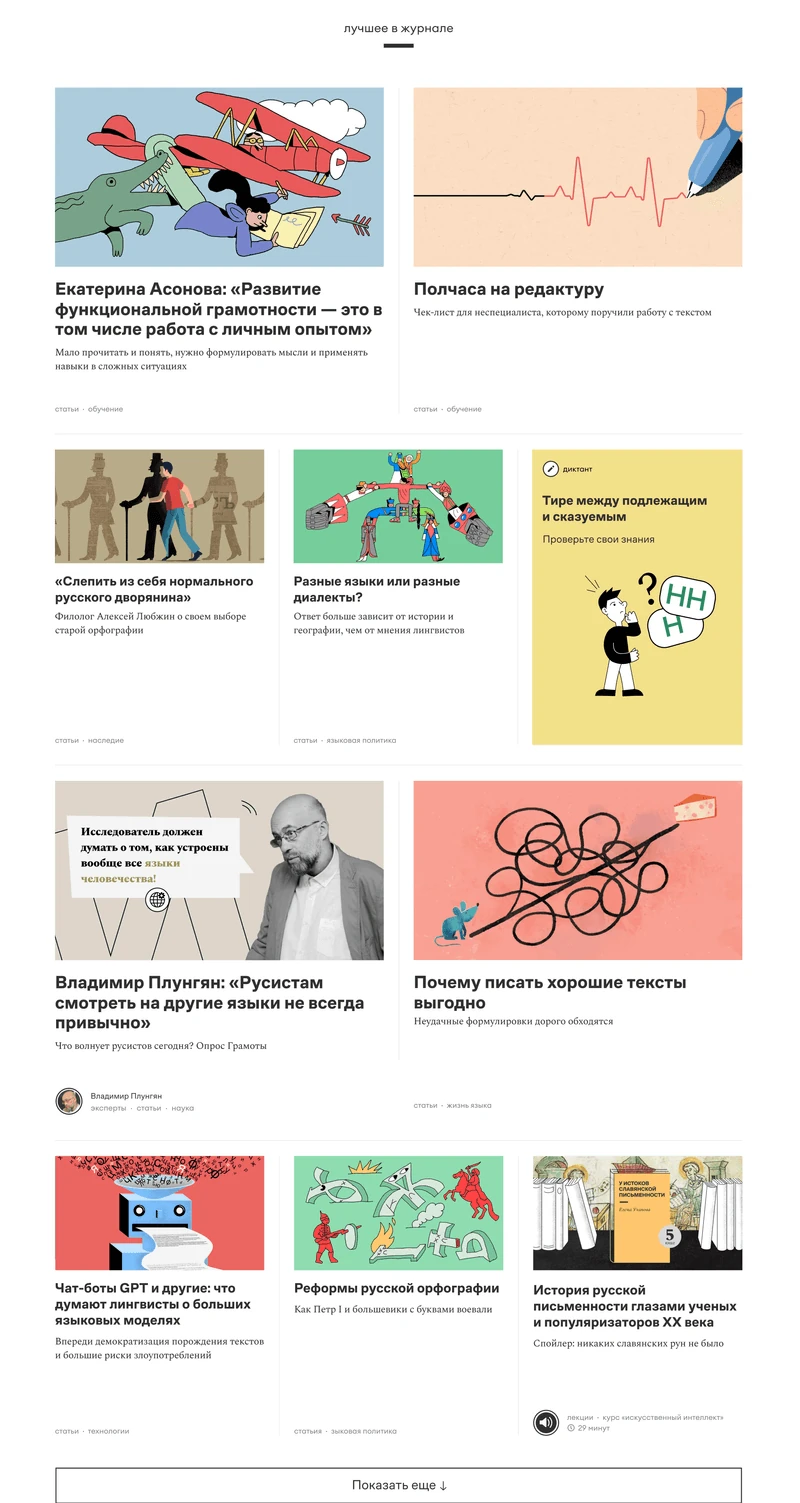 лучшее в журнале
Екатерина Асонова: «Развитие
функциональной грамотности — это в
том числе работа с личным опытом»
Мало прочитать и понять, нужно формулировать мысли и применять
навыки в сложных ситуациях
статьи · обучение
Полчаса на редактуру
Чек-лист для неспециалиста, которому поручили работу с текстом
статьи · обучение
Ъ
«Слепить из себя нормального
русского дворянина»
Филолог Алексей Любжин о своем выборе
старой орфографии
статьи · наследие
Разные языки или разные
диалекты?
Ответ больше зависит от истории и
географии, чем от мнения лингвистов
статьи · языковая политика
диктант
Тире между подлежащим
и сказуемым
Проверьте свои знания
?
НН
Н
Исследователь должен
думать о том, как устроены
вообще все языки
человечества!
Владимир Плунгян: «Русистам
смотреть на другие языки не всегда
привычно»
Что волнует русистов сегодня? Опрос Грамоты
Владимир Плунгян
эксперты · статьи · наука
Почему писать хорошие тексты
выгодно
Неудачные формулировки дорого обходятся
статьи · жизнь языка
Чат-боты GPT и другие: что
думают лингвисты о больших
языковых моделях
Впереди демократизация порождения текстов
и большие риски злоупотреблений
статьи · технологии
Реформы русской орфографии
Как Петр I и большевики с буквами воевали
статьия · зыковая политика
У ИСТОКОВ
СЛАВЯНСКОЙ
ПИСЬМЕННОСТИ
Елена Уханова
5
История русской
письменности глазами ученых
и популяризаторов XX века
Спойлер: никаких славянских рун не было
лекции · курс «искусственный интеллект»
29 минут
Показать еще ↓